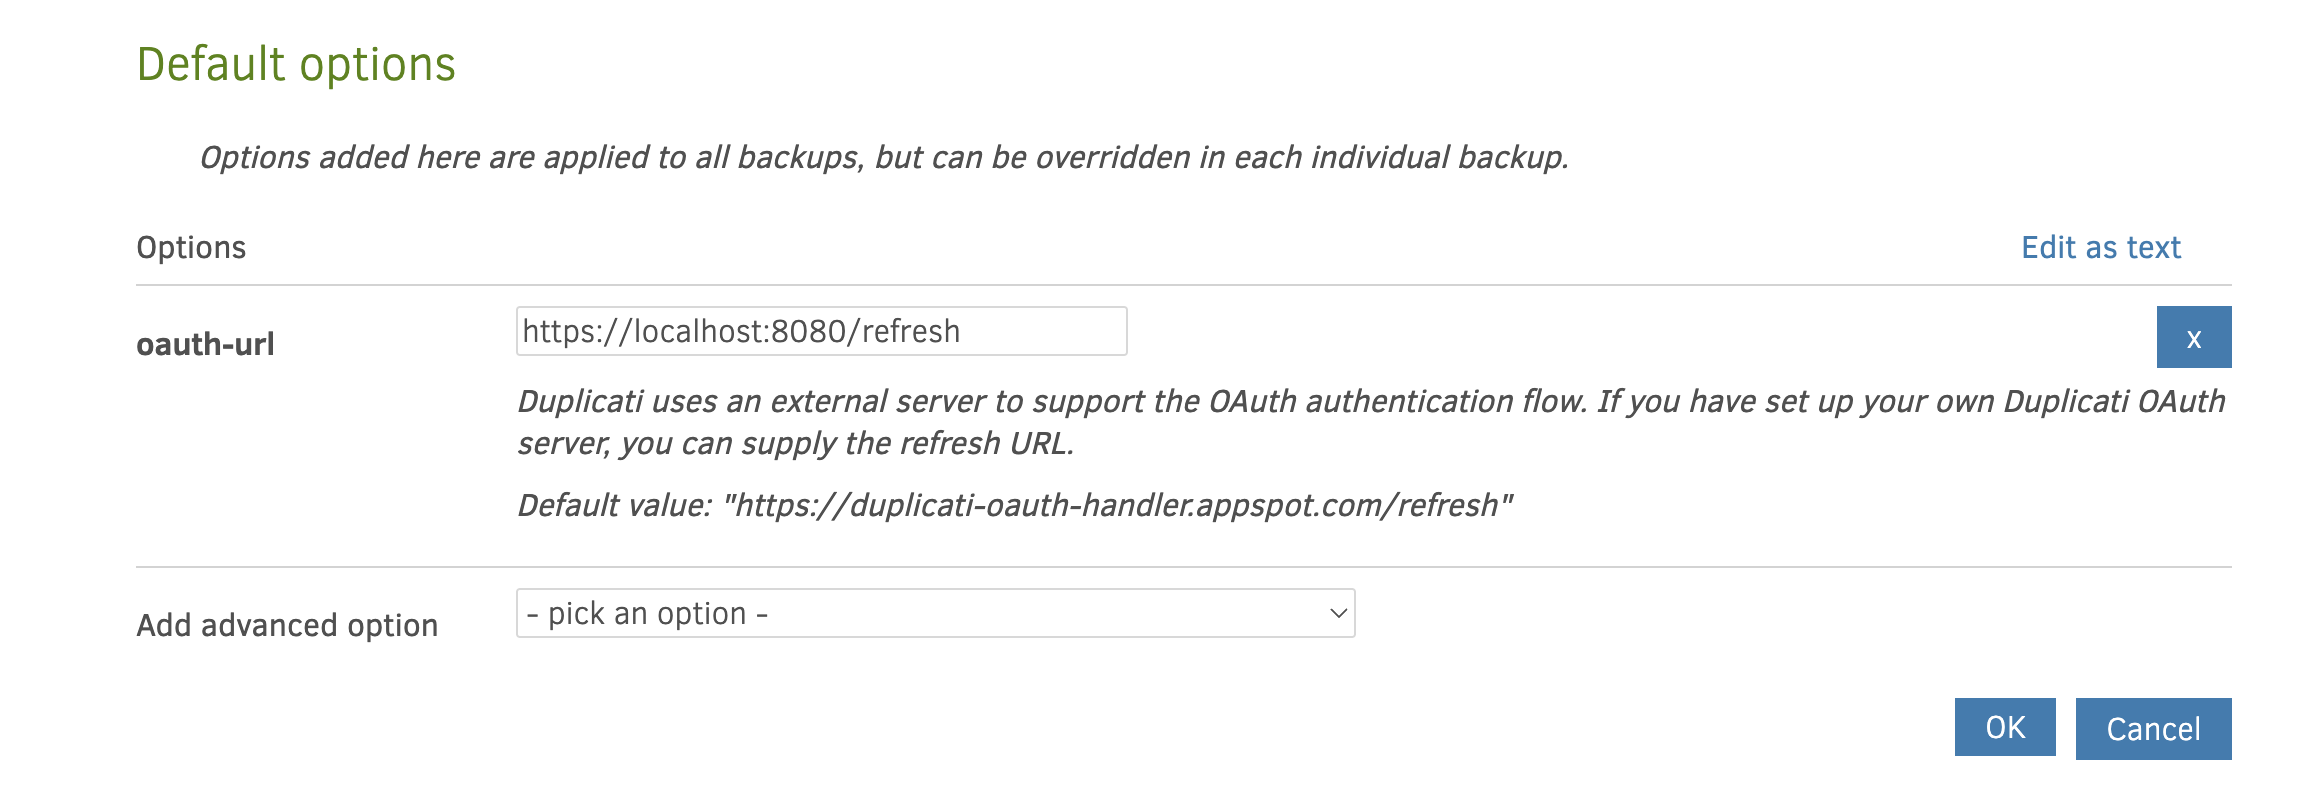 Default options
Options added here are applied to all backups, but can be overridden in each individual backup.
Options
Edit as text
oauth-url
https://localhost:8080/refresh
x
Duplicati uses an external server to support the OAuth authentication flow. If you have set up your own Duplicati OAuth
server, you can supply the refresh URL.
Default value: "https://duplicati-oauth-handler.appspot.com/refresh"
Add advanced option
- pick an option -
OK
Cancel